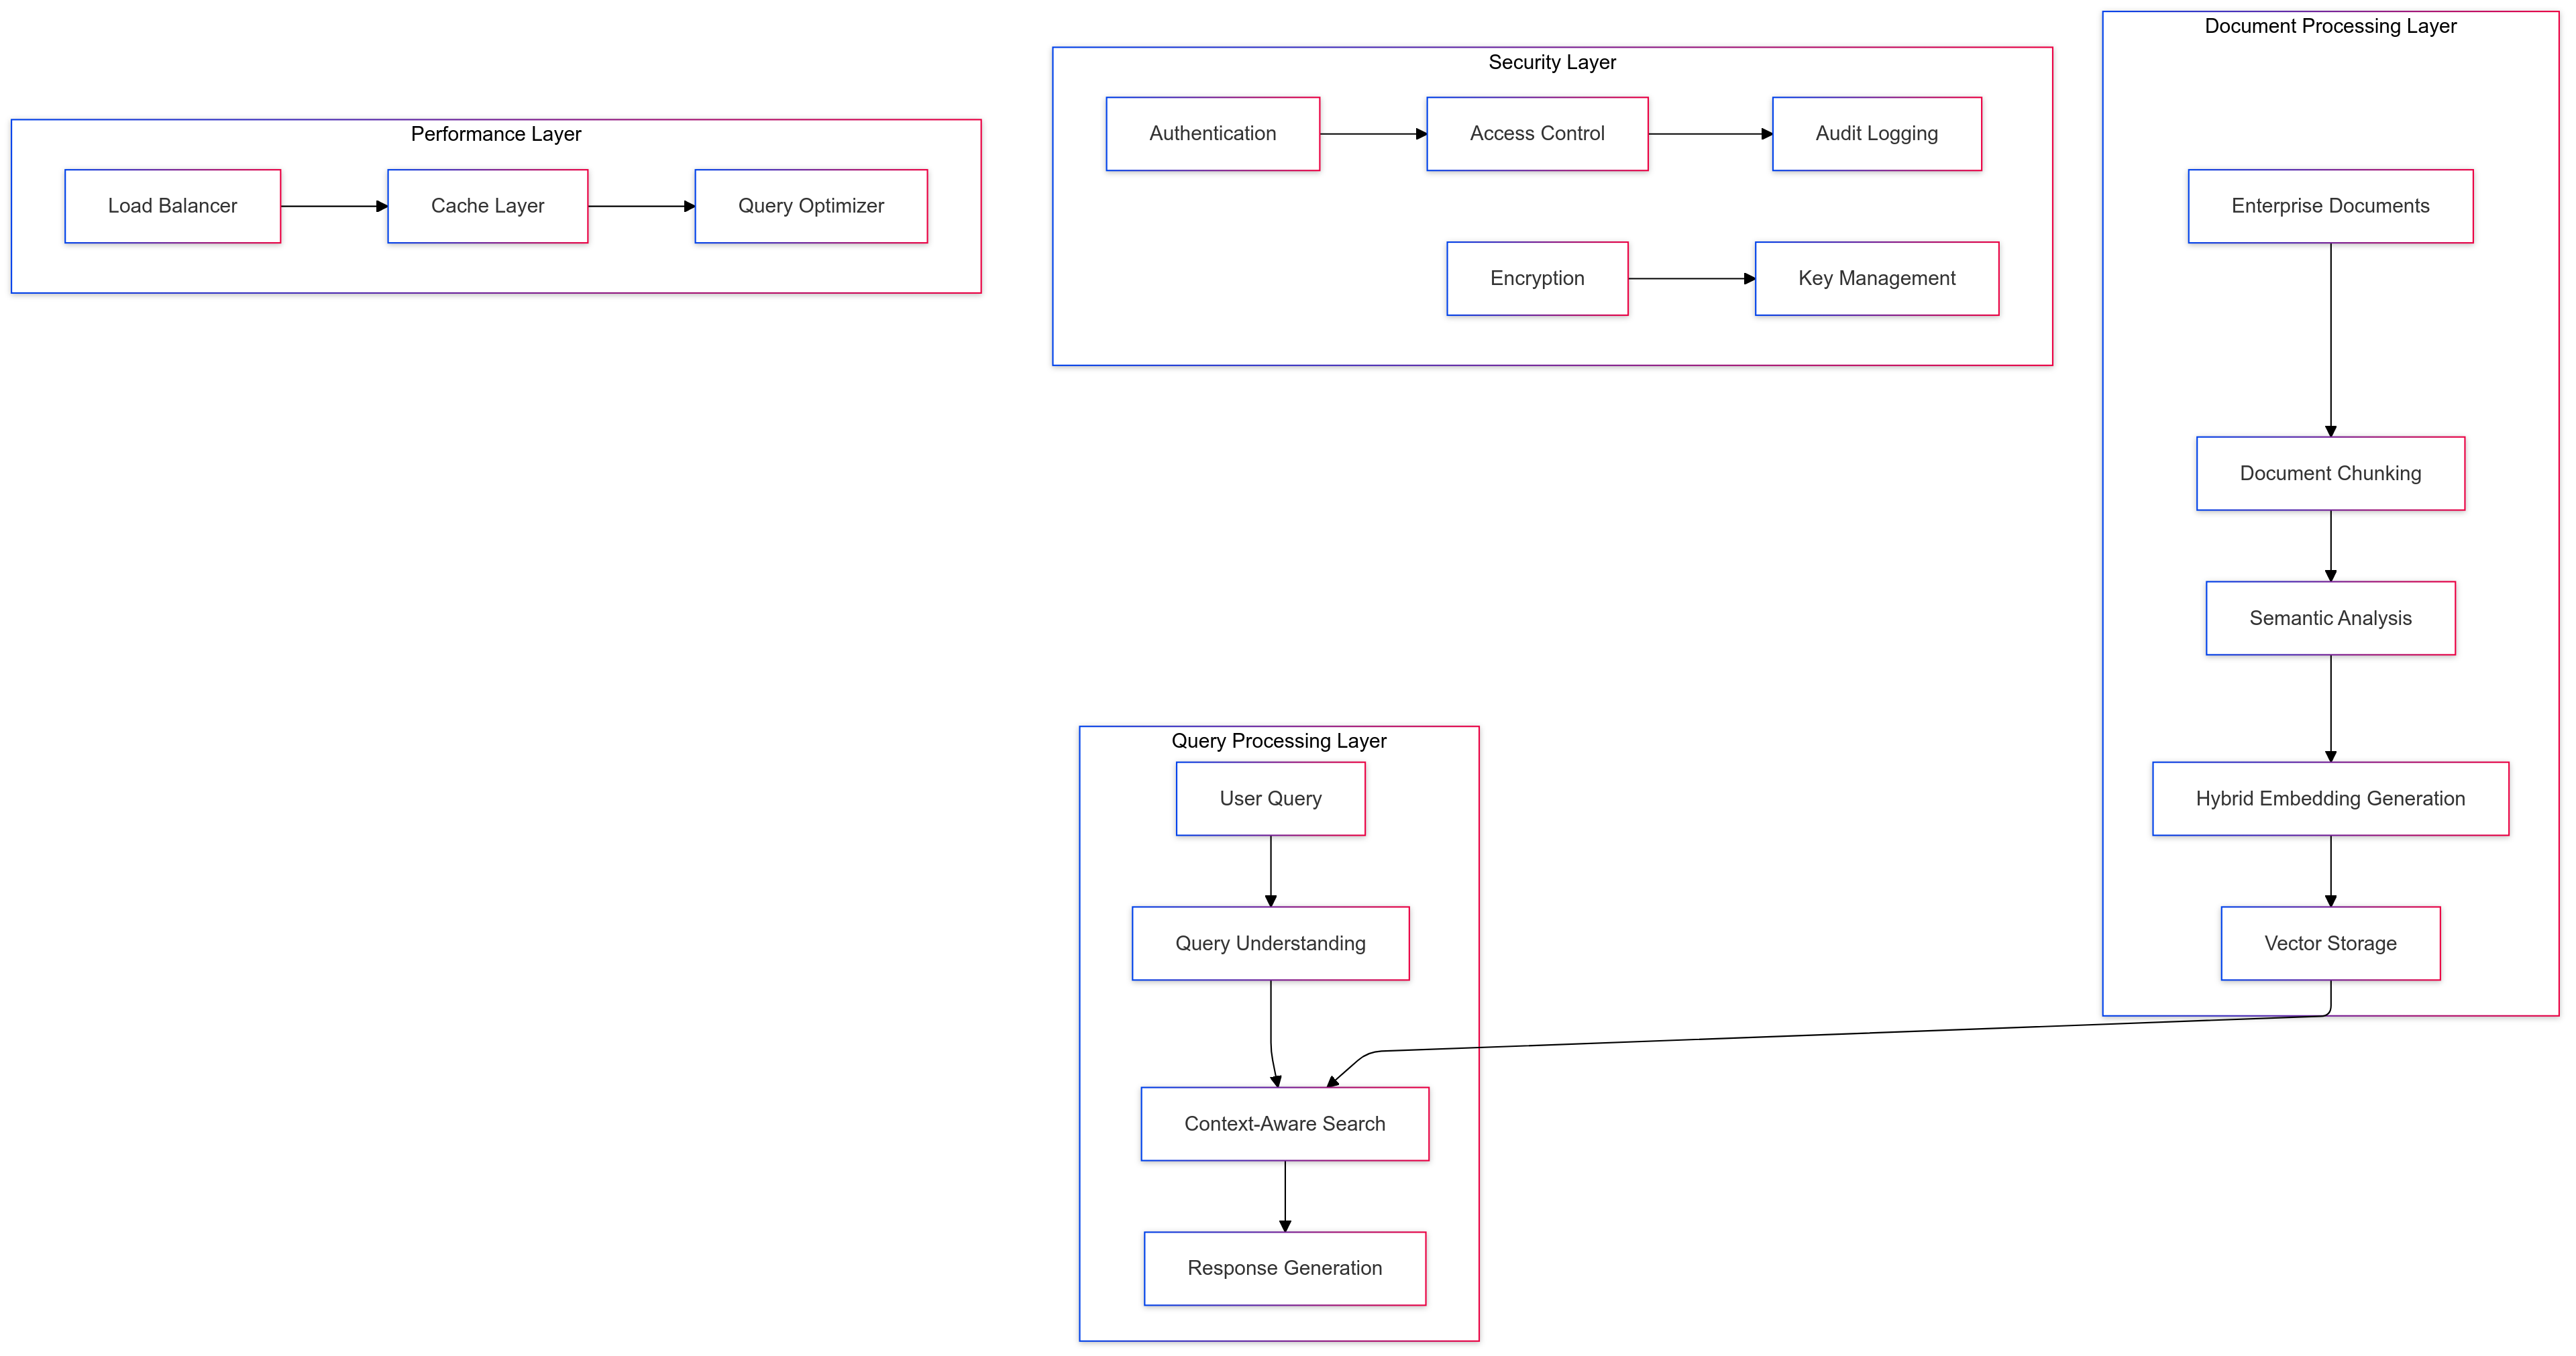 Performance Layer
Load Balancer
Cache Layer
Query Optimizer
Security Layer
Authentication
Access Control
Audit Logging
Encryption
Key Management
Document Processing Layer
Enterprise Documents
Document Chunking
Semantic Analysis
Hybrid Embedding Generation
Vector Storage
Query Processing Layer
User Query
Query Understanding
Context-Aware Search
Response Generation